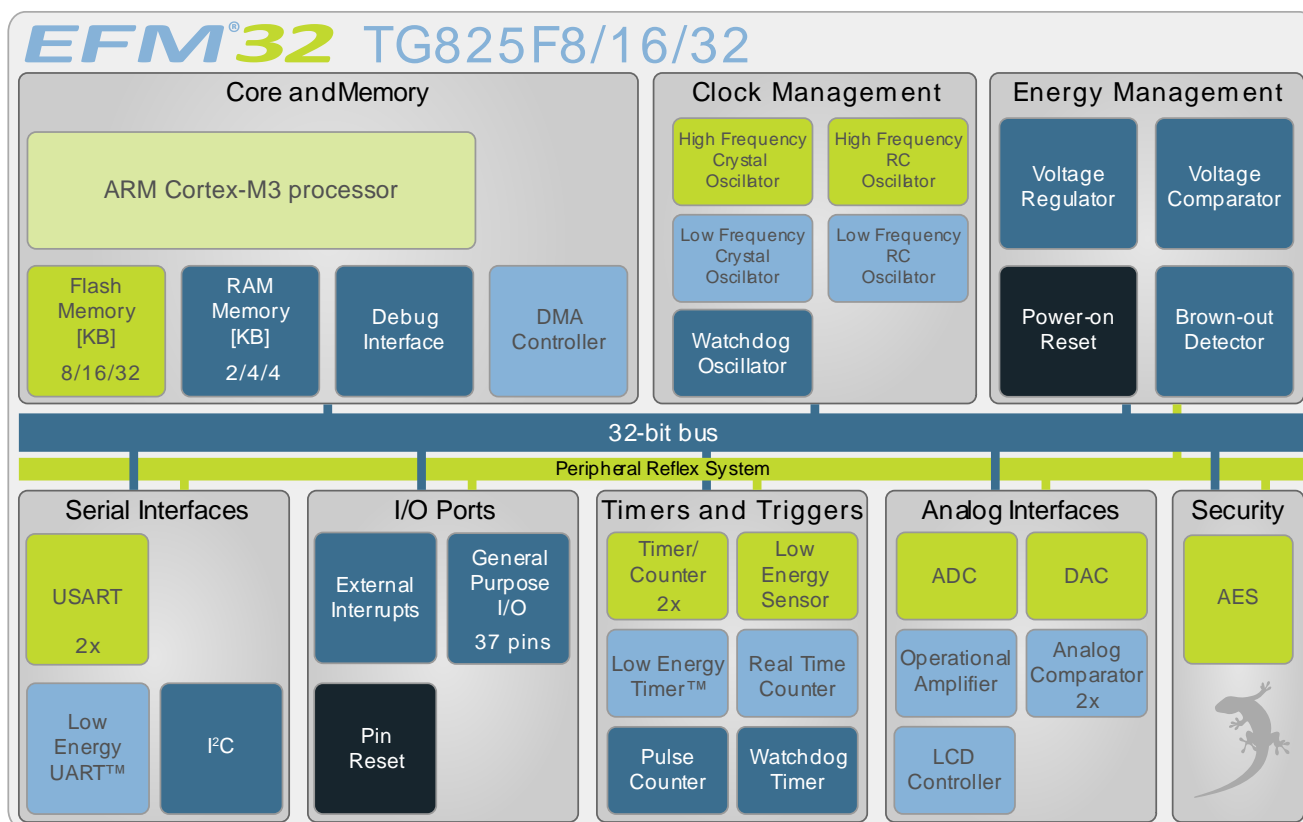 EFM®32 TG825F8/16/32
Core and Memory
ARM Cortex-M3 processor
Flash
Memory
[KB]
8/16/32
RAM
Memory
[KB]
2/4/4
Debug
Interface
DMA
Controller
Clock Management
High Frequency
Crystal
Oscillator
High Frequency
RC
Oscillator
Low Frequency
Crystal
Oscillator
Low Frequency
RC
Oscillator
Watchdog
Oscillator
Energy Management
Voltage
Regulator
Voltage
Comparator
Power-on
Reset
Brown-out
Detector
32-bit bus
Peripheral Reflex System
Serial Interfaces
USART
2x
Low
Energy
UART™
I²C
I/O Ports
External
Interrupts
General
Purpose
I/O
37 pins
Pin
Reset
Timers and Triggers
Timer/
Counter
2x
Low
Energy
Sensor
Low Energy
Timer™
Real Time
Counter
Pulse
Counter
Watchdog
Timer
Analog Interfaces
ADC
DAC
Operational
Amplifier
Analog
Comparator
2x
LCD
Controller
Security
AES